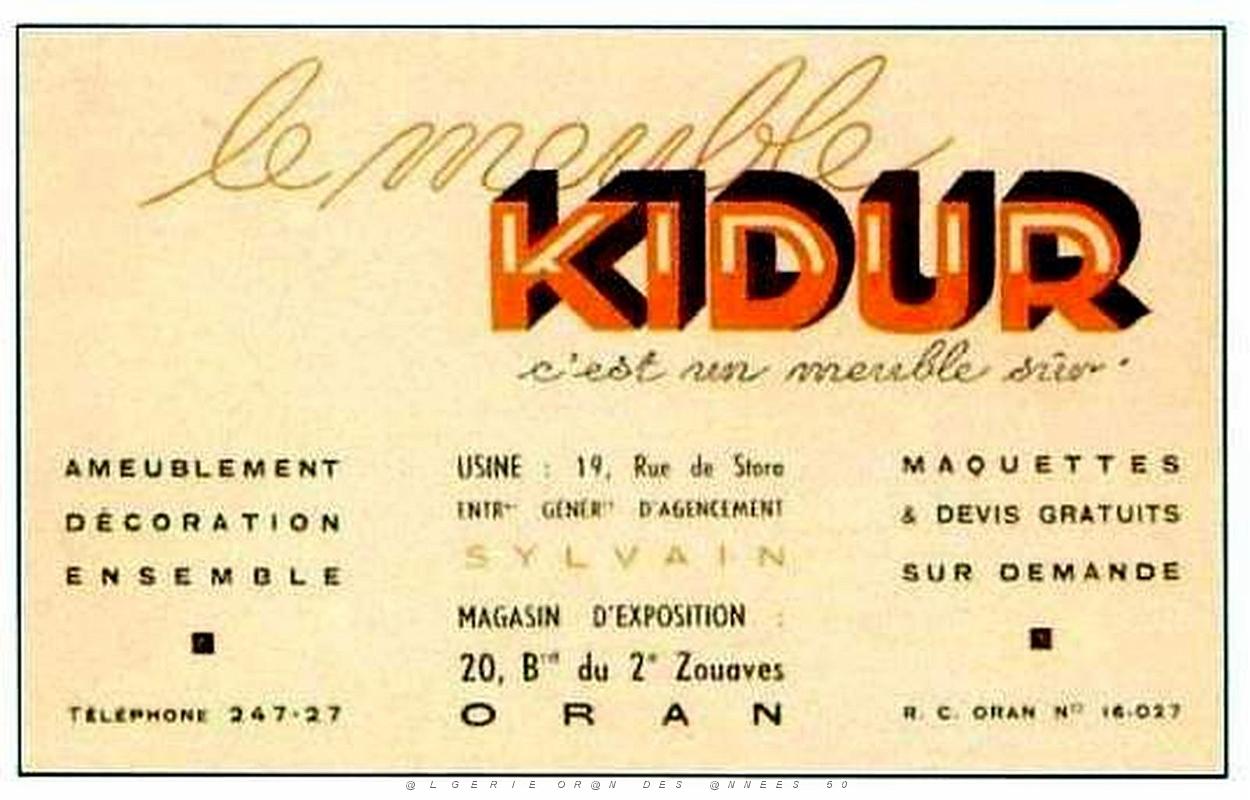 le meuble
KIDUR
c'est un meuble sûr.
AMEUBLEMENT
DÉCORATION
ENSEMBLE
TÉLÉPHONE 247-27
USINE : 19, Rue de Stora
ENTRse GÉNÉRle D'AGENCEMENT
SYLVAIN
MAGASIN D'EXPOSITION :
20, Brd du 2e Zouaves
ORAN
MAQUETTES
& DEVIS GRATUITS
SUR DEMANDE
R. C. ORAN No 16-027
@LGERIE OR@N DES @NNEES 50